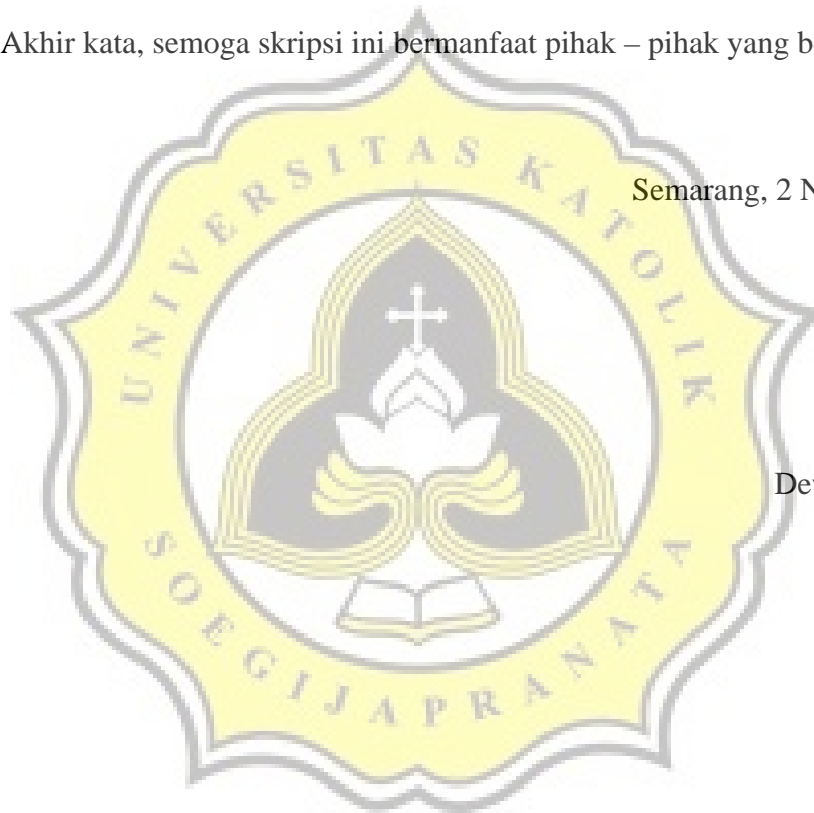 Akhir kata, semoga skripsi ini bermanfaat pihak – pihak yang b
Semarang, 2 N
De
UNIVERSITAS KATOLIK
SOEGIJAPRANATA